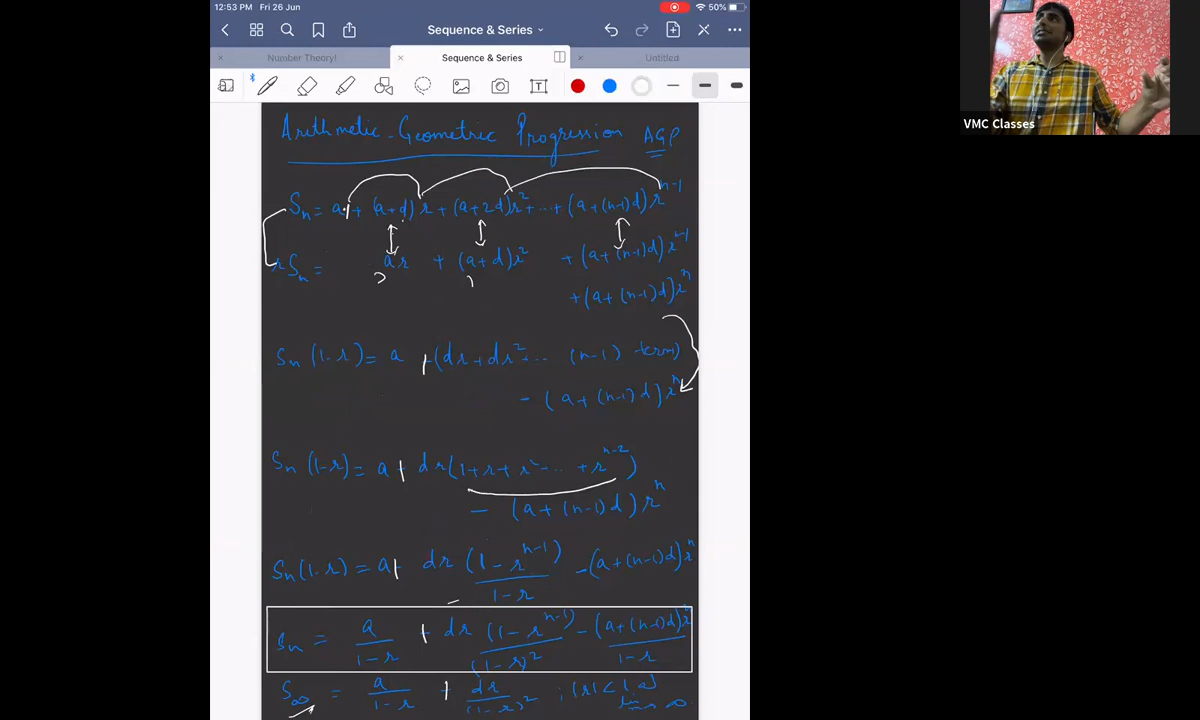 12:53 PM Fri 26 Jun 50%
Sequence & Series
Number Theory! Sequence & Series Untitled
VMC Classes
Arithmetic-Geometric Progression AGP
Sn = a·1 + (a+d)r + (a+2d)r² + ... + (a+(n-1)d)r^n-1
rSn = ar + (a+d)r² + (a+(n-1)d)r^n-1
+ (a+(n-1)d)r^n
Sn(1-r) = a + (dr+dr²... (n-1) term)
- (a+(n-1)d)r^n
Sn(1-r) = a + dr(1+r+r²-... +r^n-2)
- (a+(n-1)d)r^n
Sn(1-r) = a + dr (1-r^n-1)/1-r - (a+(n-1)d)r^n
Sn = a/1-r + dr (1-r^n-1)/(1-r)² - (a+(n-1)d)r^n/1-r
S∞ = a/1-r + dr/(1-r)² ; |r|<1